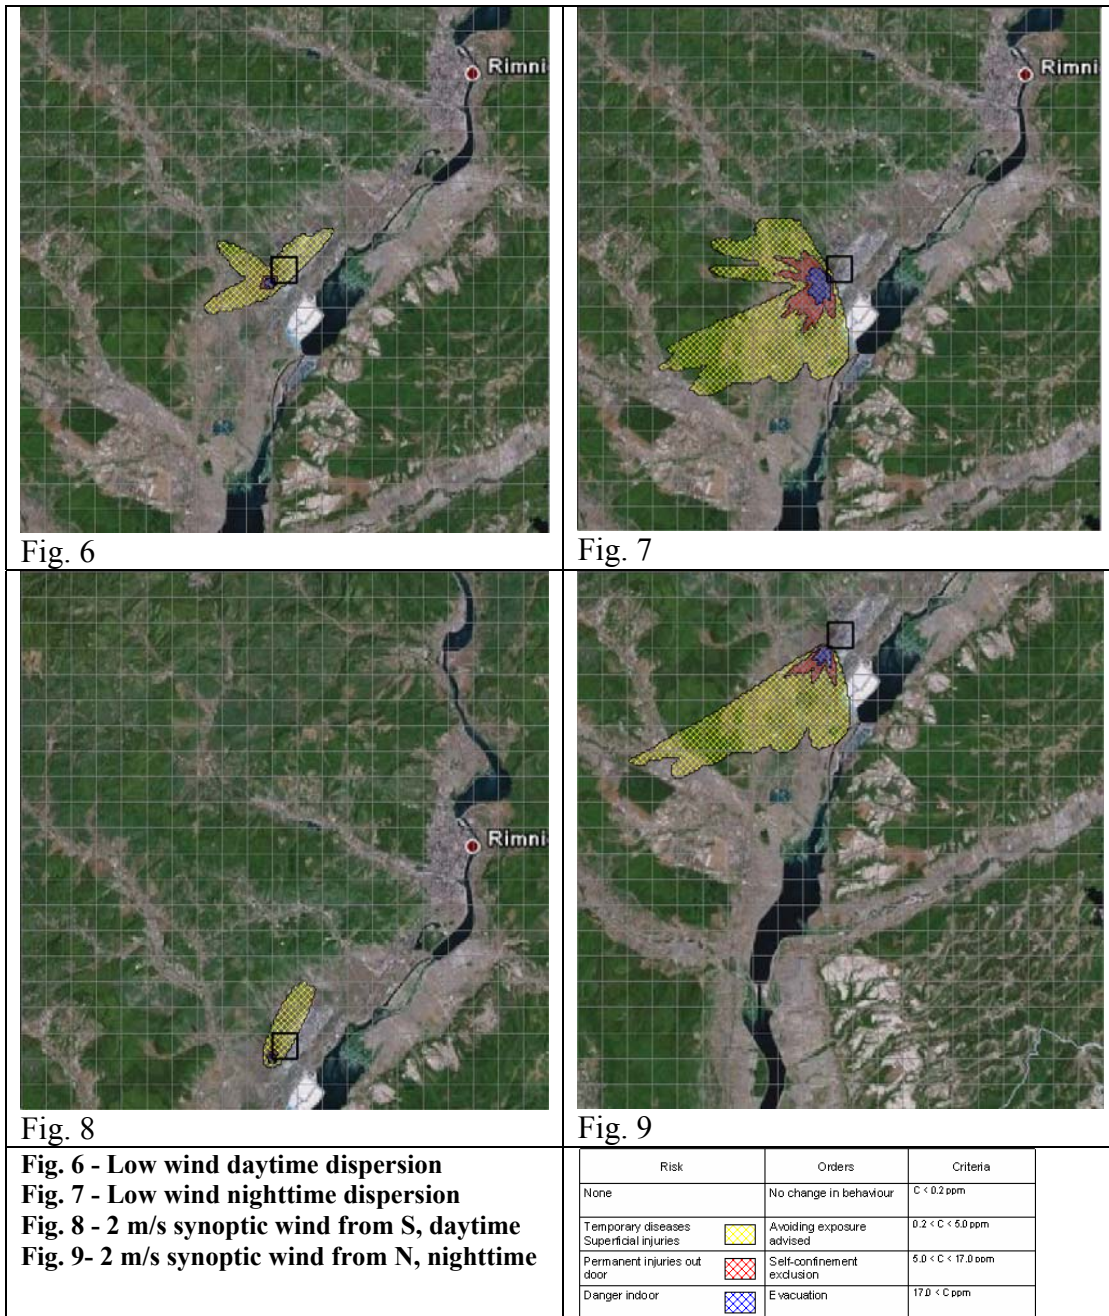 Rimni
Rimni
Fig. 6
Fig. 7
Rimni
Fig. 8
Fig. 9
Fig. 6 - Low wind daytime dispersion
Fig. 7 - Low wind nighttime dispersion
Fig. 8 - 2 m/s synoptic wind from S, daytime
Fig. 9- 2 m/s synoptic wind from N, nighttime
Risk Orders Criteria
None No change in behaviour C < 0.2 ppm
Temporary diseases Avoiding exposure 0.2 < C < 5.0 ppm
Superficial injuries advised
Permanent injuries out Self-confinement 5.0 < C < 17.0 ppm
door exclusion
Danger indoor Evacuation 17.0 < C ppm